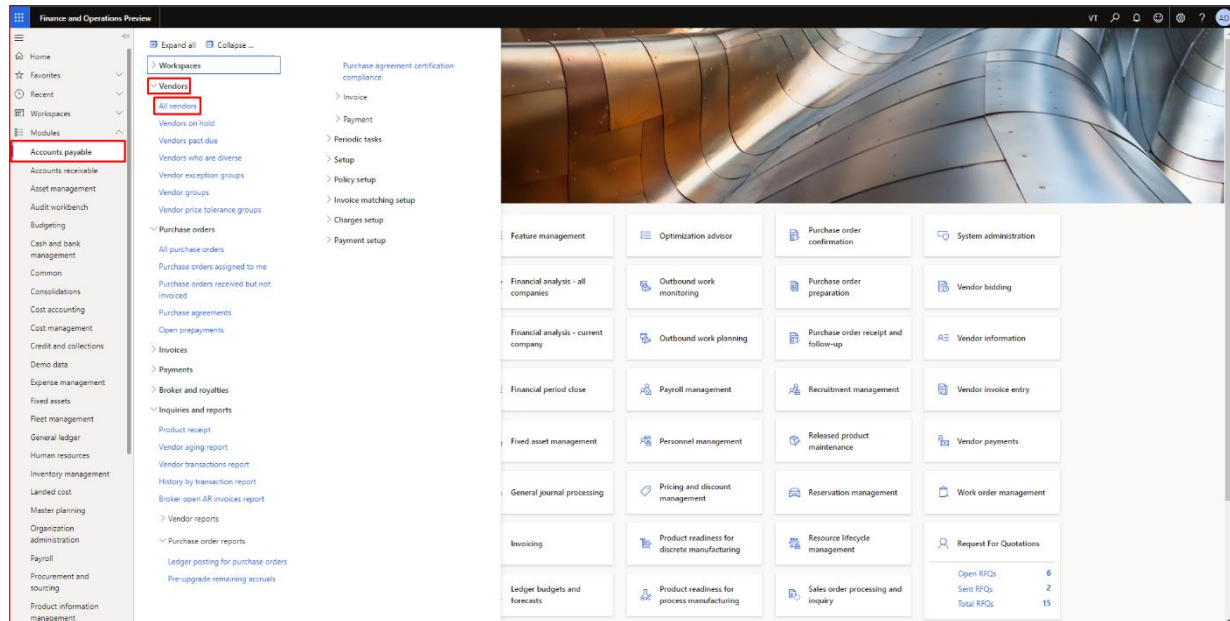 Finance and Operations Preview
VT
?
AD
Home
Favorites
Recent
Workspaces
Modules
Accounts payable
Accounts receivable
Asset management
Audit workbench
Budgeting
Cash and bank
management
Common
Consolidations
Cost accounting
Cost management
Credit and collections
Demo data
Expense management
Fixed assets
Fleet management
General ledger
Human resources
Inventory management
Landed cost
Master planning
Organization
administration
Payroll
Procurement and
sourcing
Product information
management
Expand all
Collapse ...
Workspaces
Vendors
All vendors
Vendors on hold
Vendors past due
Vendors who are diverse
Vendor exception groups
Vendor groups
Vendor price tolerance groups
Purchase orders
All purchase orders
Purchase orders assigned to me
Purchase orders received but not
invoiced
Purchase agreements
Open prepayments
Invoices
Payments
Broker and royalties
Inquiries and reports
Product receipt
Vendor aging report
Vendor transactions report
History by transaction report
Broker open AR invoices report
Vendor reports
Purchase order reports
Ledger posting for purchase orders
Pre-upgrade remaining accruals
Purchase agreement certification
compliance
Invoice
Payment
Periodic tasks
Setup
Policy setup
Invoice matching setup
Charges setup
Payment setup
Feature management
Optimization advisor
Purchase order
confirmation
System administration
Financial analysis - all
companies
Outbound work
monitoring
Purchase order
preparation
Vendor bidding
Financial analysis - current
company
Outbound work planning
Purchase order receipt and
follow-up
Vendor information
Financial period close
Payroll management
Recruitment management
Vendor invoice entry
Fixed asset management
Personnel management
Released product
maintenance
Vendor payments
General journal processing
Pricing and discount
management
Reservation management
Work order management
Invoicing
Product readiness for
discrete manufacturing
Resource lifecycle
management
Request For Quotations
Open RFQs 6
Sent RFQs 2
Total RFQs 15
Ledger budgets and
forecasts
Product readiness for
process manufacturing
Sales order processing and
inquiry